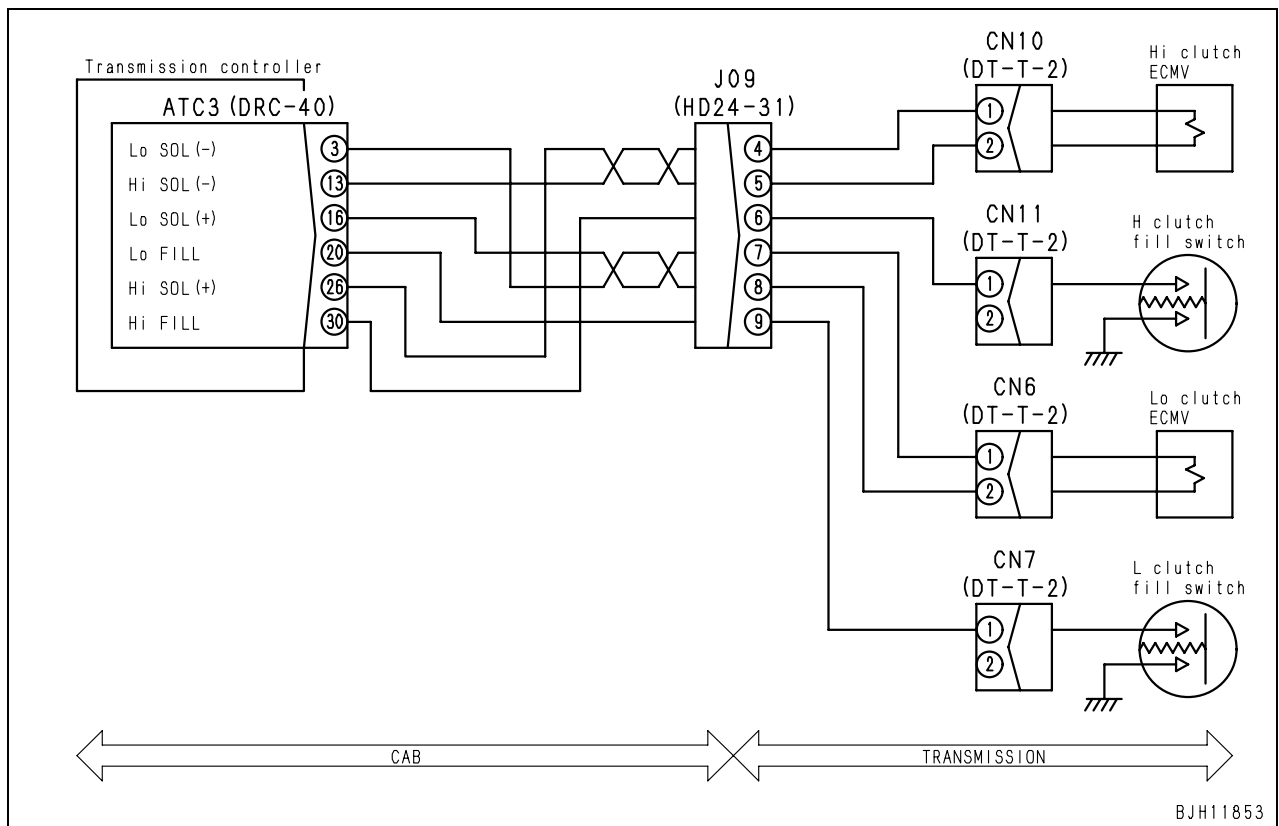 Transmission controller
ATC3 (DRC-40)
Lo SOL(-)
3
Hi SOL(-)
13
Lo SOL(+)
16
Lo FILL
20
Hi SOL(+)
26
Hi FILL
30
J09
(HD24-31)
4
5
6
7
8
9
CN10
(DT-T-2)
1
2
Hi clutch
ECMV
CN11
(DT-T-2)
1
2
H clutch
fill switch
CN6
(DT-T-2)
1
2
Lo clutch
ECMV
CN7
(DT-T-2)
1
2
L clutch
fill switch
CAB
TRANSMISSION
BJH11853